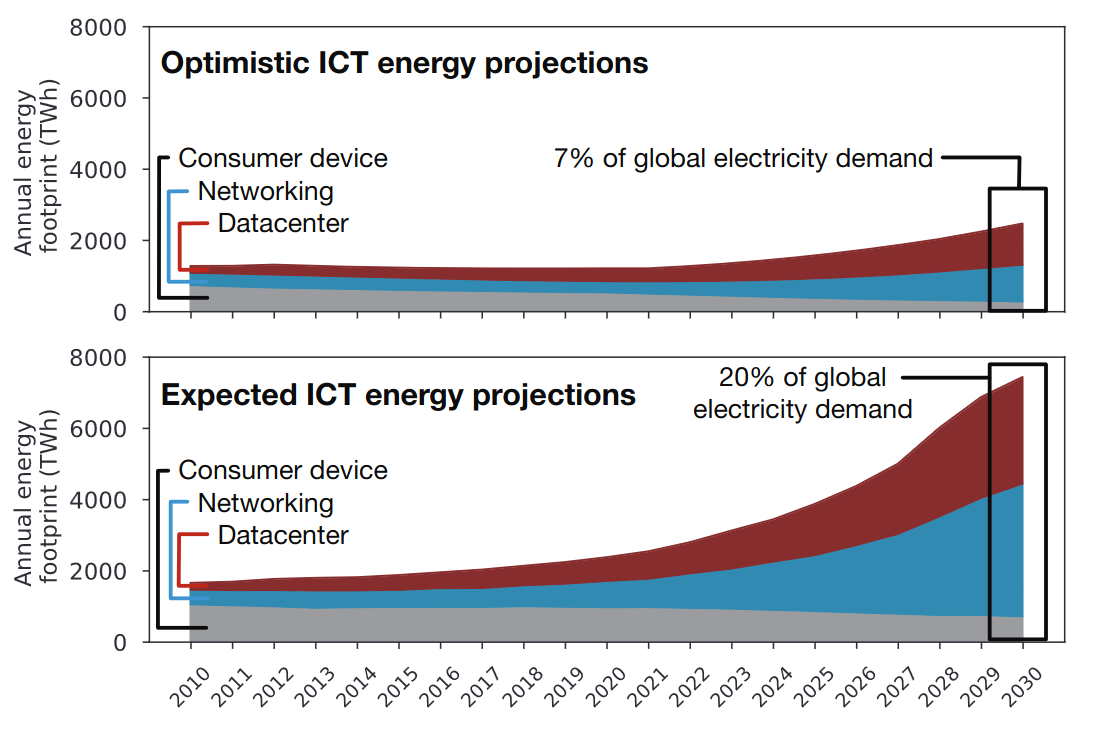 8000
Optimistic ICT energy projections
6000
Annual energy
footprint (TWh)
Consumer device
7% of global electricity demand
4000
Networking
Datacenter
2000
0
8000
20% of global
electricity demand
Expected ICT energy projections
6000
Annual energy
footprint (TWh)
Consumer device
Networking
4000
Datacenter
2000
0
2010 2011 2012 2013 2014 2015 2016 2017 2018 2019 2020 2021 2022 2023 2024 2025 2026 2027 2028 2029 2030